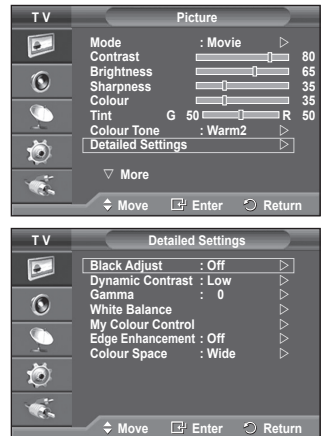 TV Picture
Mode : Movie
Contrast 80
Brightness 65
Sharpness 35
Colour 35
Tint G 50 R 50
Colour Tone : Warm2
Detailed Settings
▽ More
Move Enter Return
TV Detailed Settings
Black Adjust : Off
Dynamic Contrast : Low
Gamma : 0
White Balance
My Colour Control
Edge Enhancement : Off
Colour Space : Wide
Move Enter Return